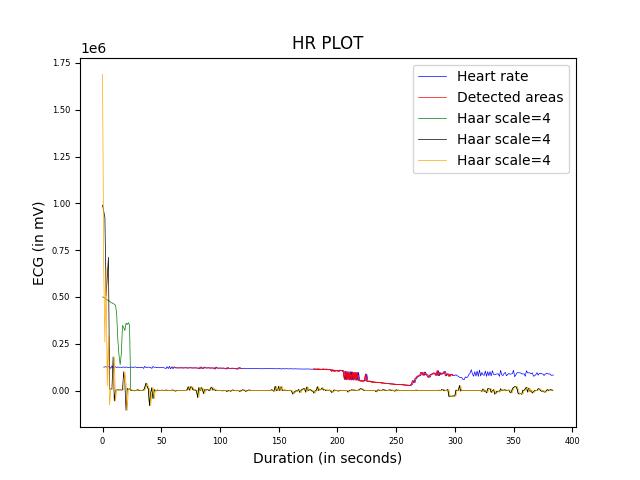 HR PLOT
1e6
1.75
1.50
1.25
1.00
0.75
0.50
0.25
0.00
ECG (in mV)
Heart rate
Detected areas
Haar scale=4
Haar scale=4
Haar scale=4
0 50 100 150 200 250 300 350 400
Duration (in seconds)